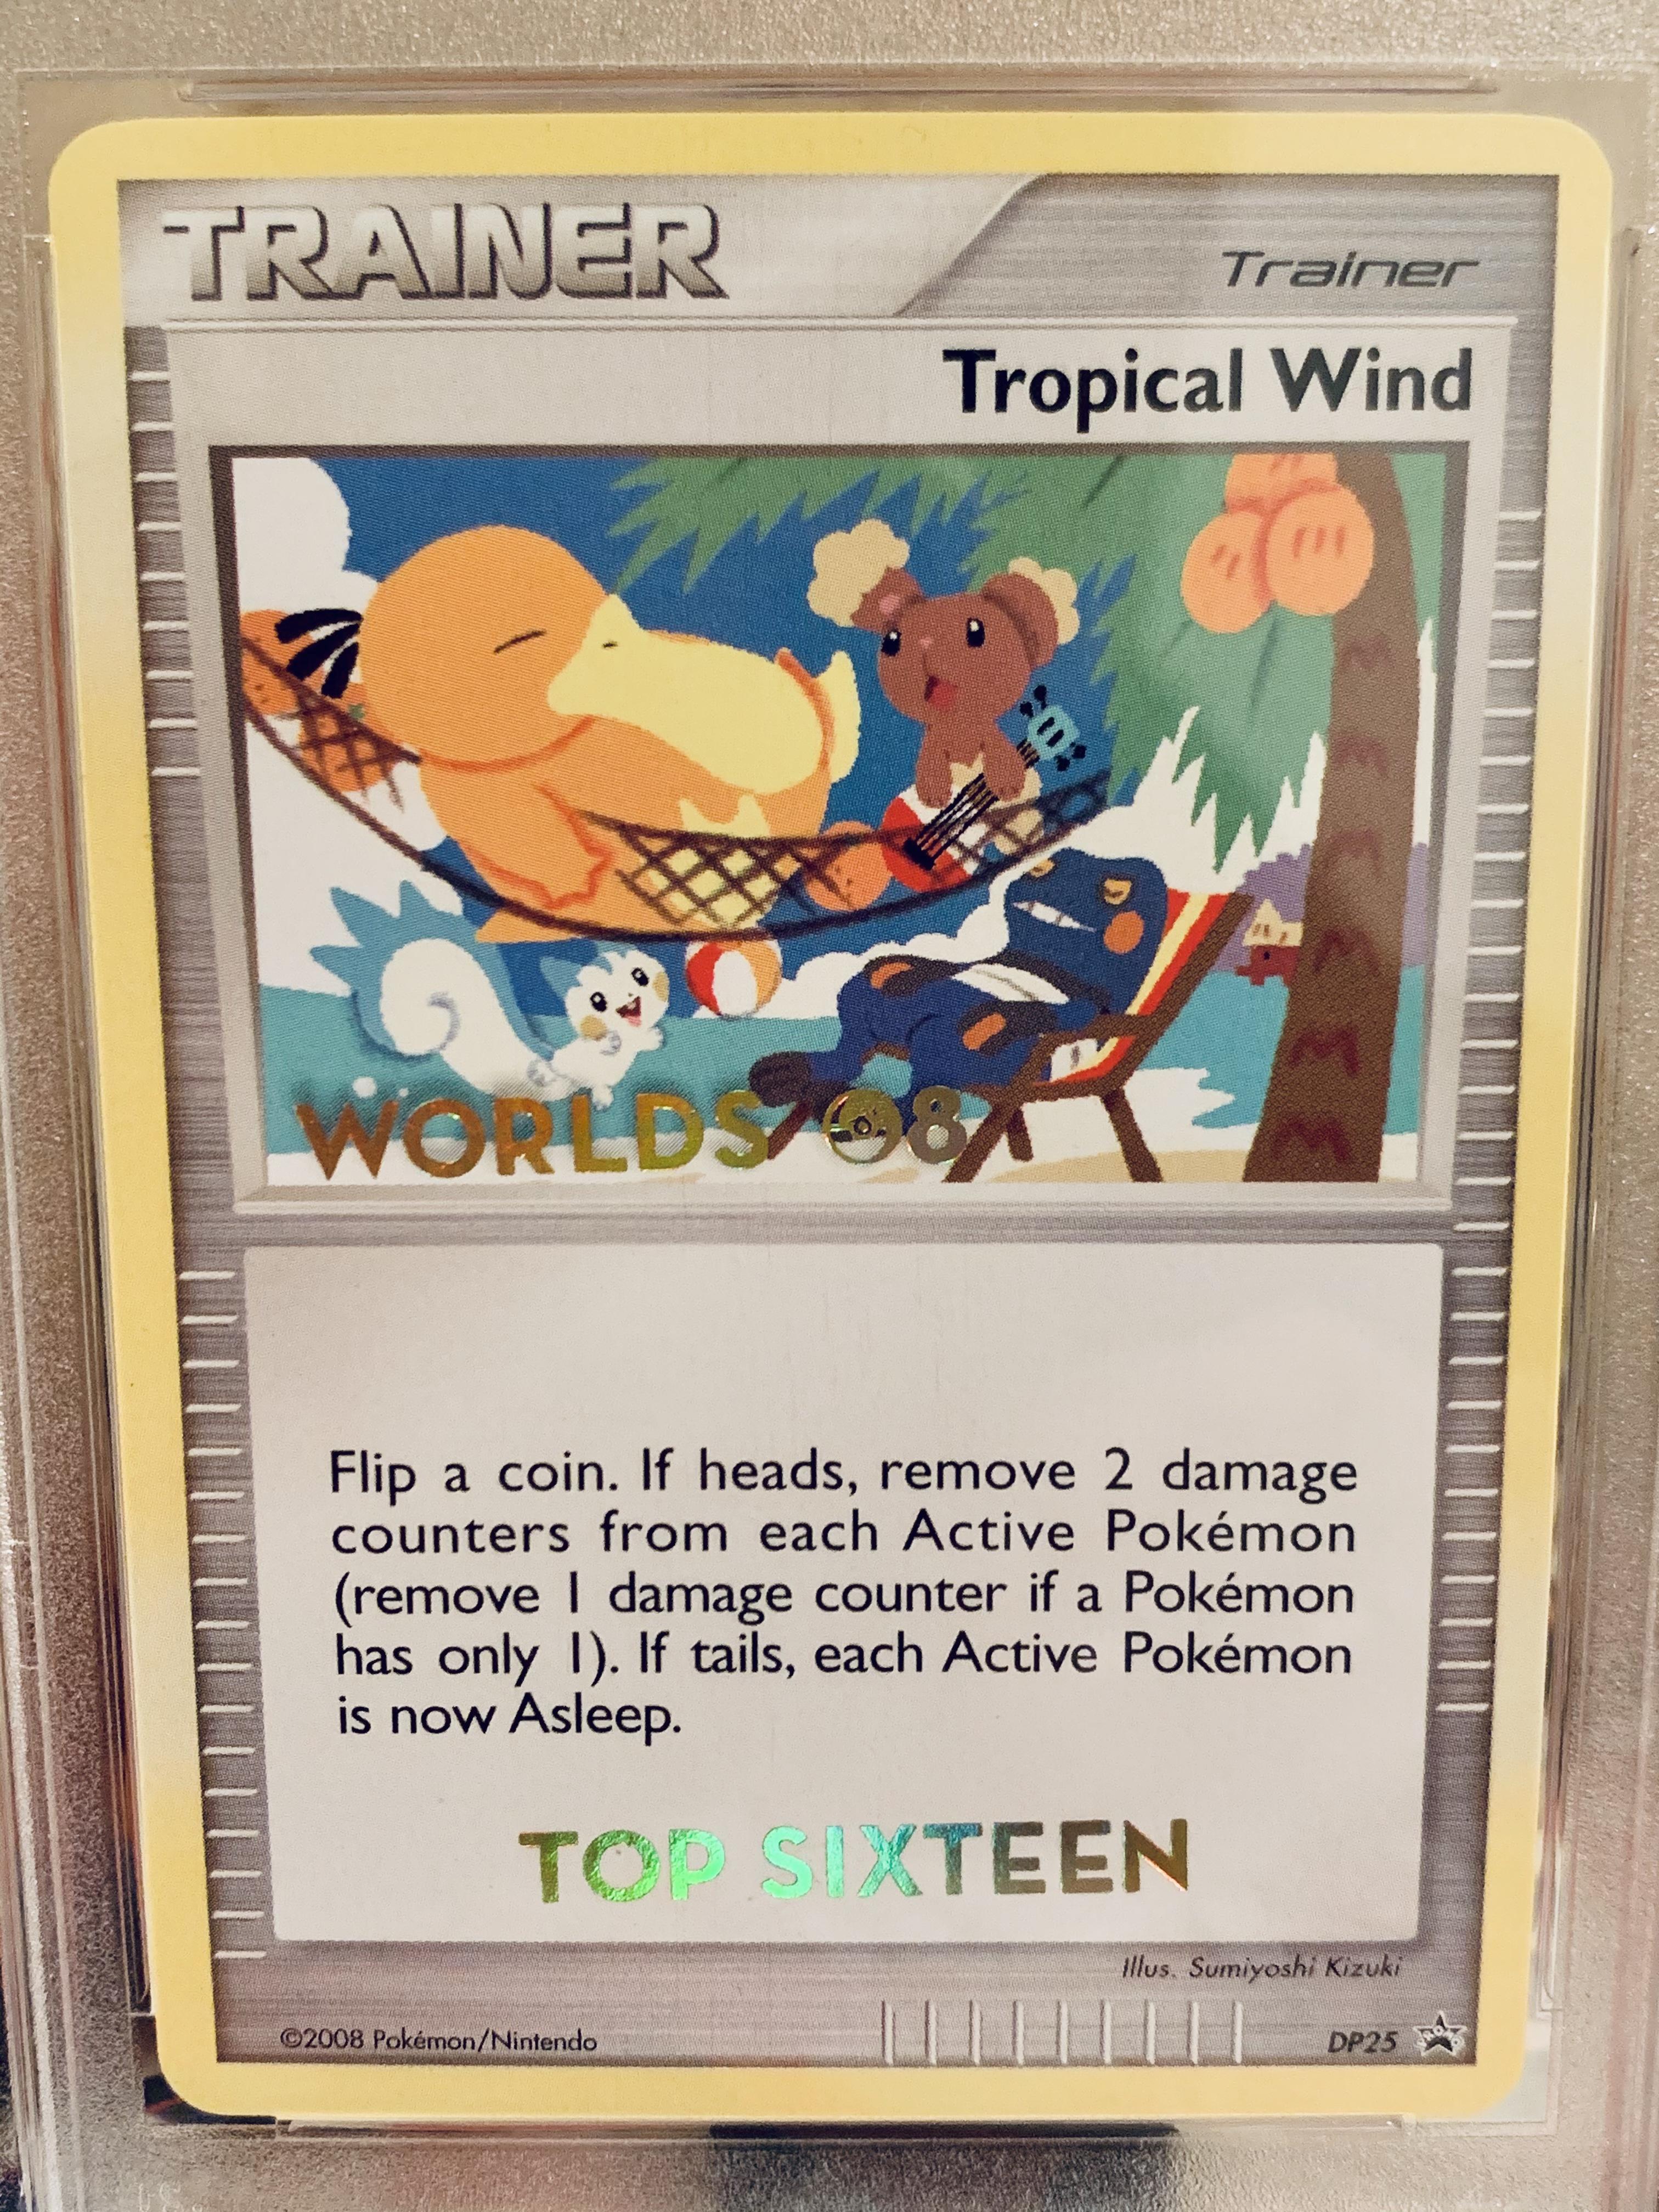 TRAINER
Trainer
Tropical Wind
WORLDS 08
Flip a coin. If heads, remove 2 damage
counters from each Active Pokémon
(remove 1 damage counter if a Pokémon
has only 1). If tails, each Active Pokémon
is now Asleep.
TOP SIXTEEN
Illus. Sumiyoshi Kizuki
©2008 Pokémon/Nintendo
DP25 PROMO